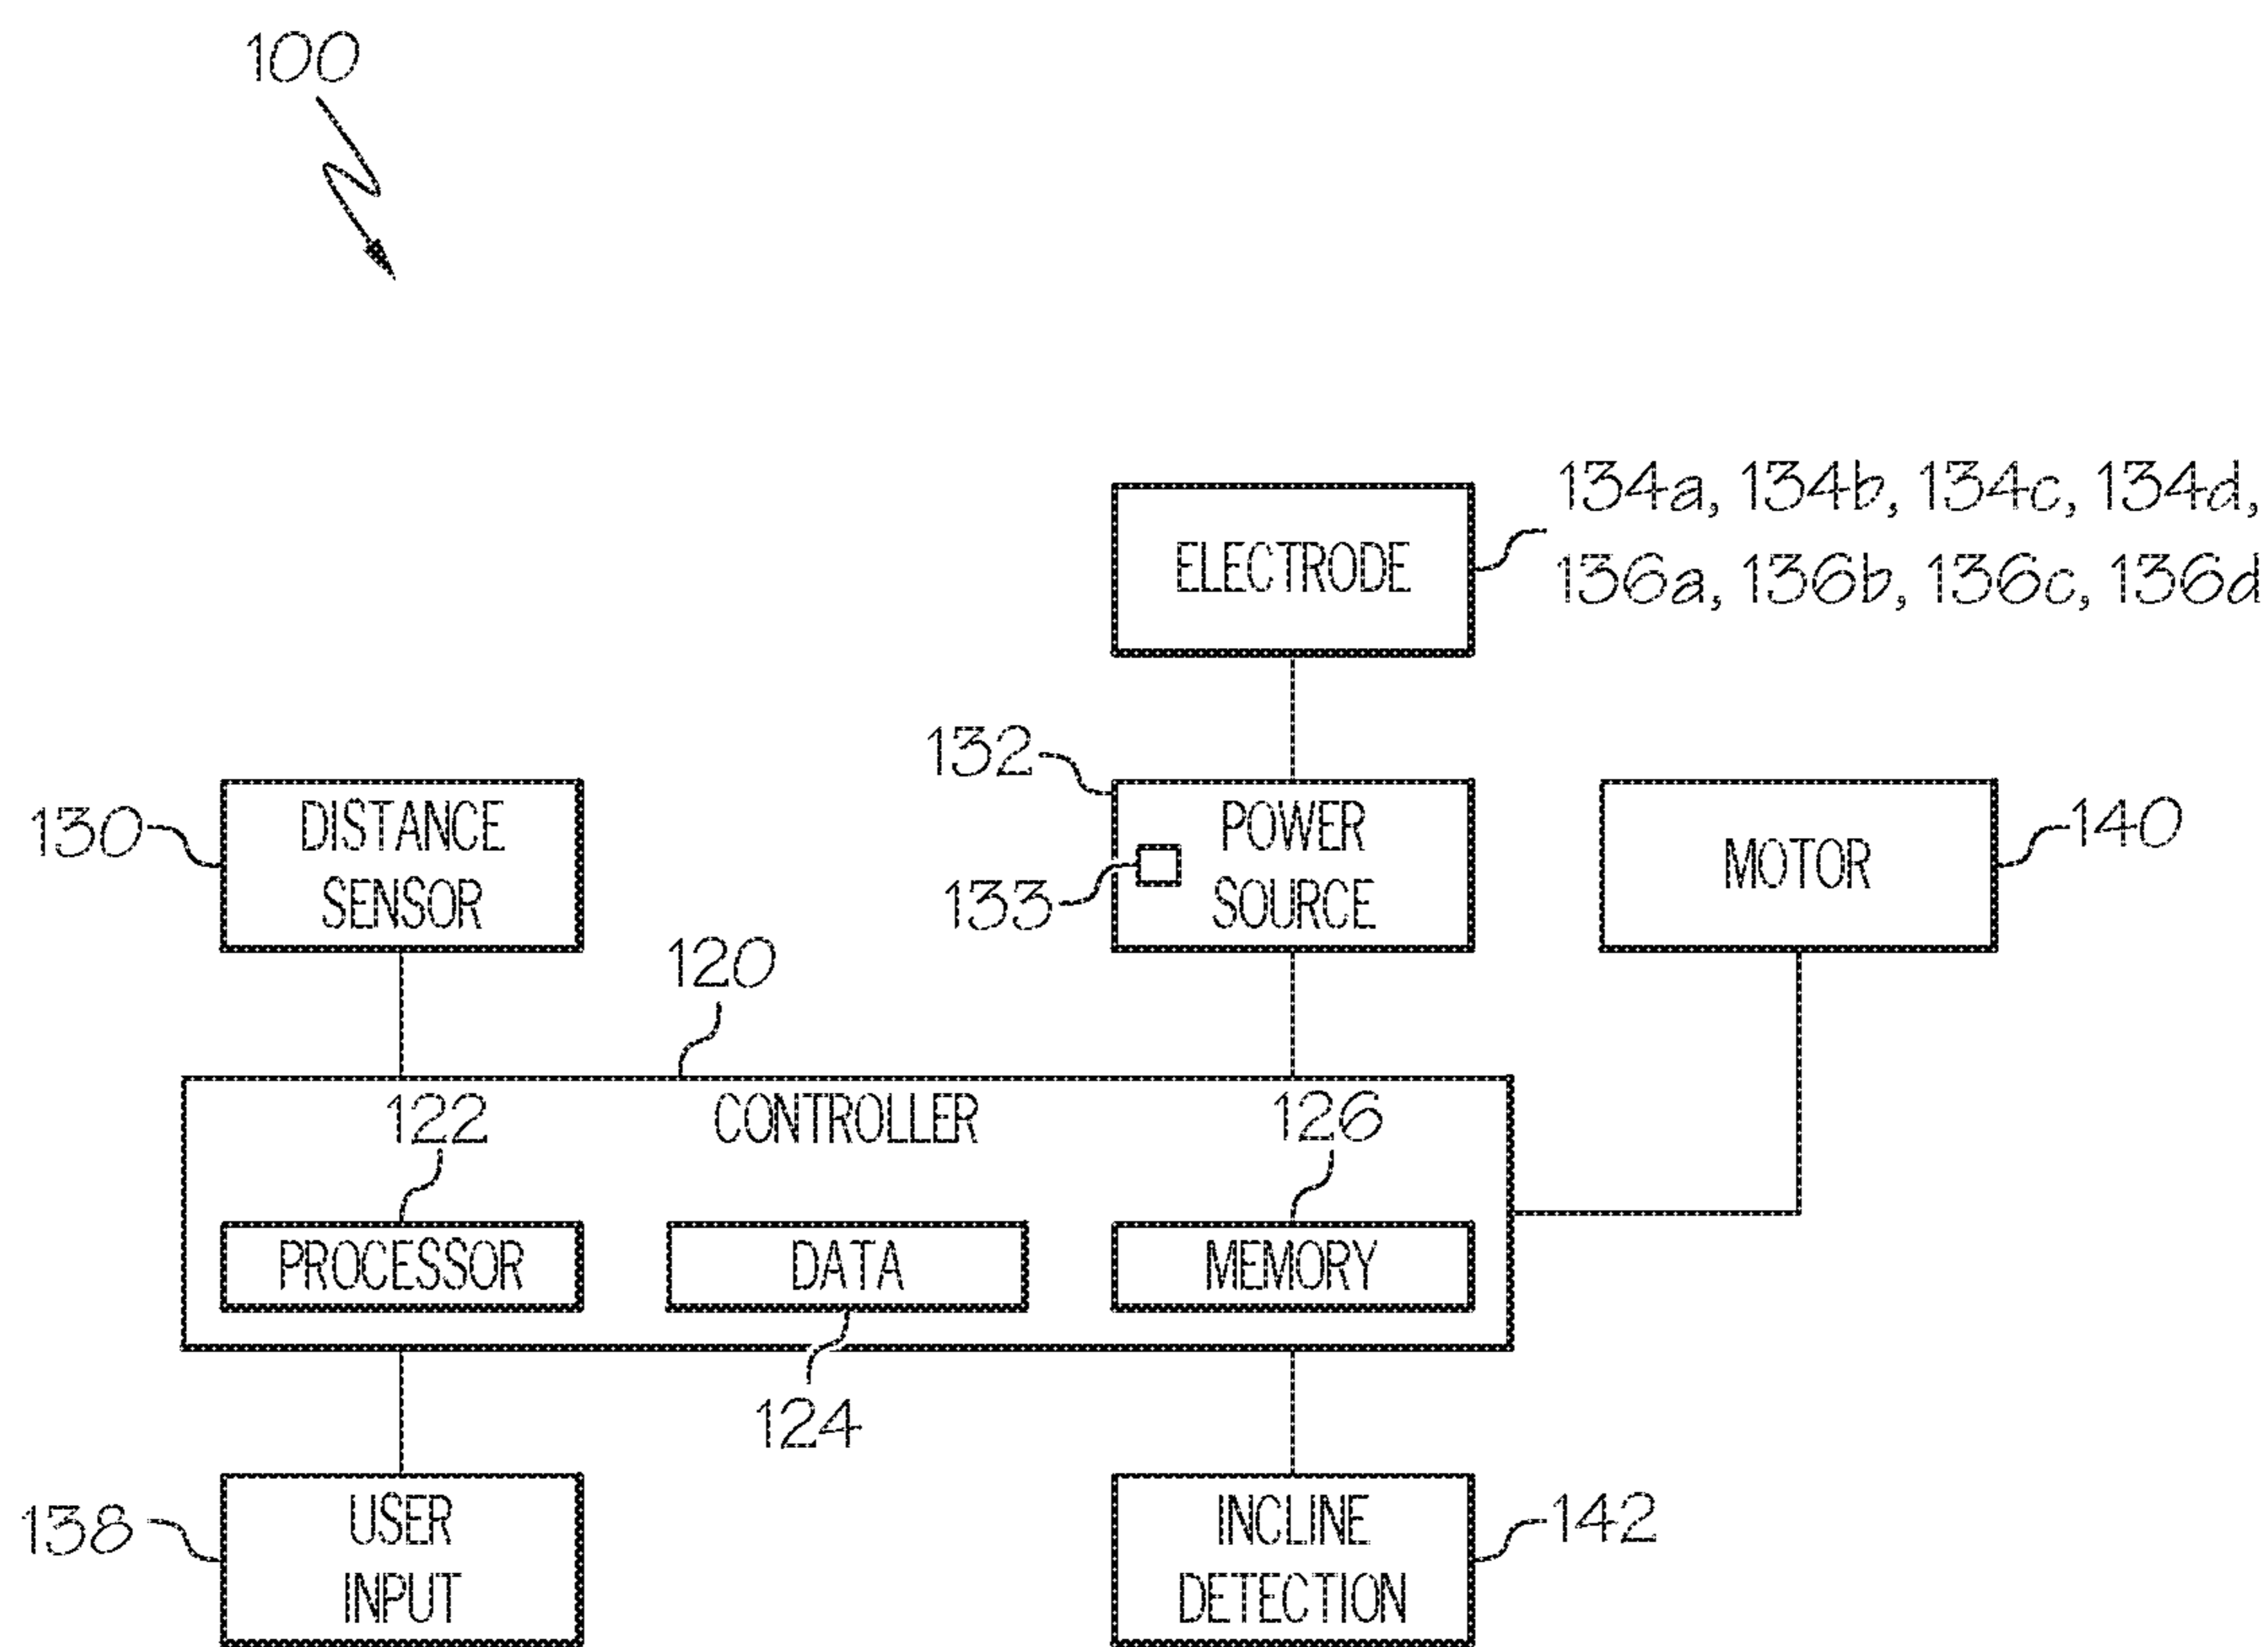 100
134a, 134b, 134c, 134d,
ELECTRODE
136a, 136b, 136c, 136d
132
130
DISTANCE
SENSOR
133
POWER
SOURCE
MOTOR
140
120
CONTROLLER
122
126
PROCESSOR
DATA
MEMORY
124
138
USER
INPUT
INCLINE
DETECTION
142